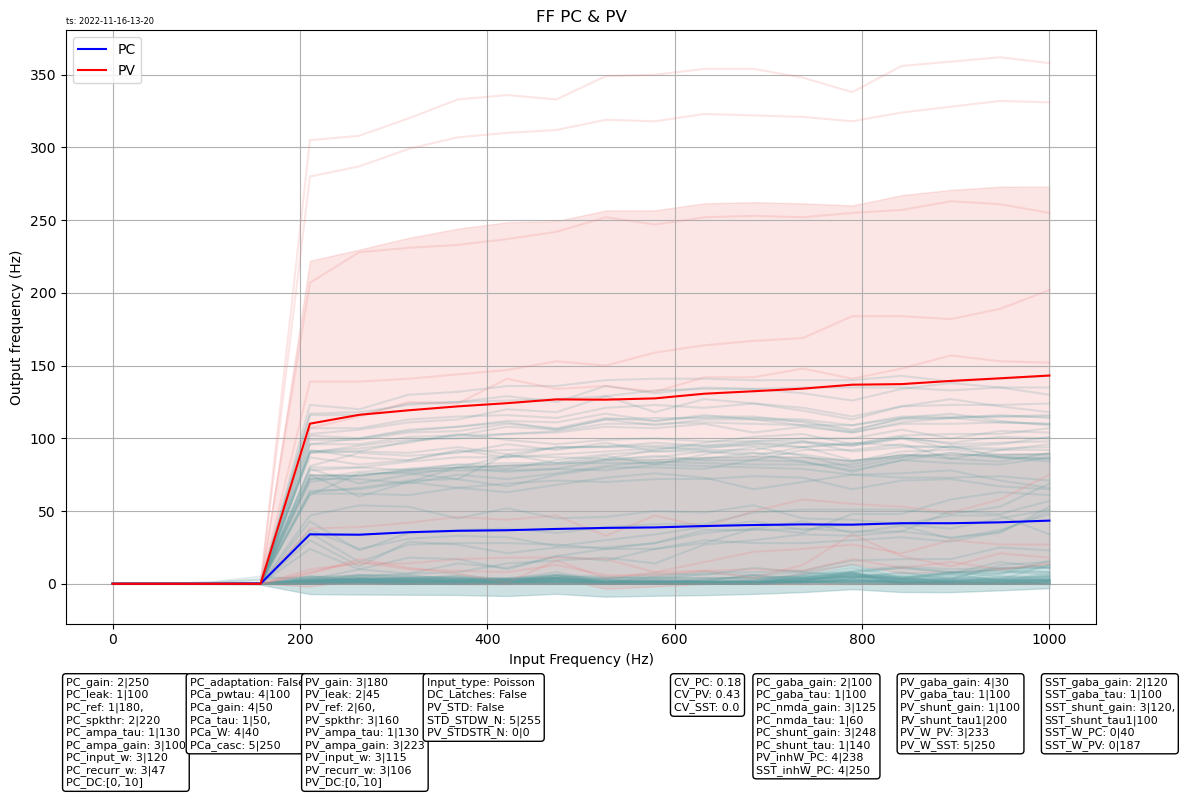 ts: 2022-11-16-13-20
FF PC & PV
PC
PV
350
300
250
200
150
100
50
0
Output frequency (Hz)
0
200
400
600
800
1000
Input Frequency (Hz)
PC_gain: 2|250
PC_leak: 1|100
PC_ref: 1|180,
PC_spkthr: 2|220
PC_ampa_tau: 1|130
PC_ampa_gain: 3|100
PC_input_w: 3|120
PC_recurr_w: 3|47
PC_DC:[0, 10]
PC_adaptation: False
PCa_pwtau: 4|100
PCa_gain: 4|50
PCa_tau: 1|50,
PCa_W: 4|40
PCa_casc: 5|250
PV_gain: 3|180
PV_leak: 2|45
PV_ref: 2|60,
PV_spkthr: 3|160
PV_ampa_tau: 1|130
PV_ampa_gain: 3|223
PV_input_w: 3|115
PV_recurr_w: 3|106
PV_DC:[0, 10]
Input_type: Poisson
DC_Latches: False
PV_STD: False
STD_STDW_N: 5|255
PV_STDSTR_N: 0|0
CV_PC: 0.18
CV_PV: 0.43
CV_SST: 0.0
PC_gaba_gain: 2|100
PC_gaba_tau: 1|100
PC_nmda_gain: 3|125
PC_nmda_tau: 1|60
PC_shunt_gain: 3|248
PC_shunt_tau: 1|140
PV_inhW_PC: 4|238
SST_inhW_PC: 4|250
PV_gaba_gain: 4|30
PV_gaba_tau: 1|100
PV_shunt_gain: 1|100
PV_shunt_tau1|200
PV_W_PV: 3|233
PV_W_SST: 5|250
SST_gaba_gain: 2|120
SST_gaba_tau: 1|100
SST_shunt_gain: 3|120,
SST_shunt_tau1|100
SST_W_PC: 0|40
SST_W_PV: 0|187